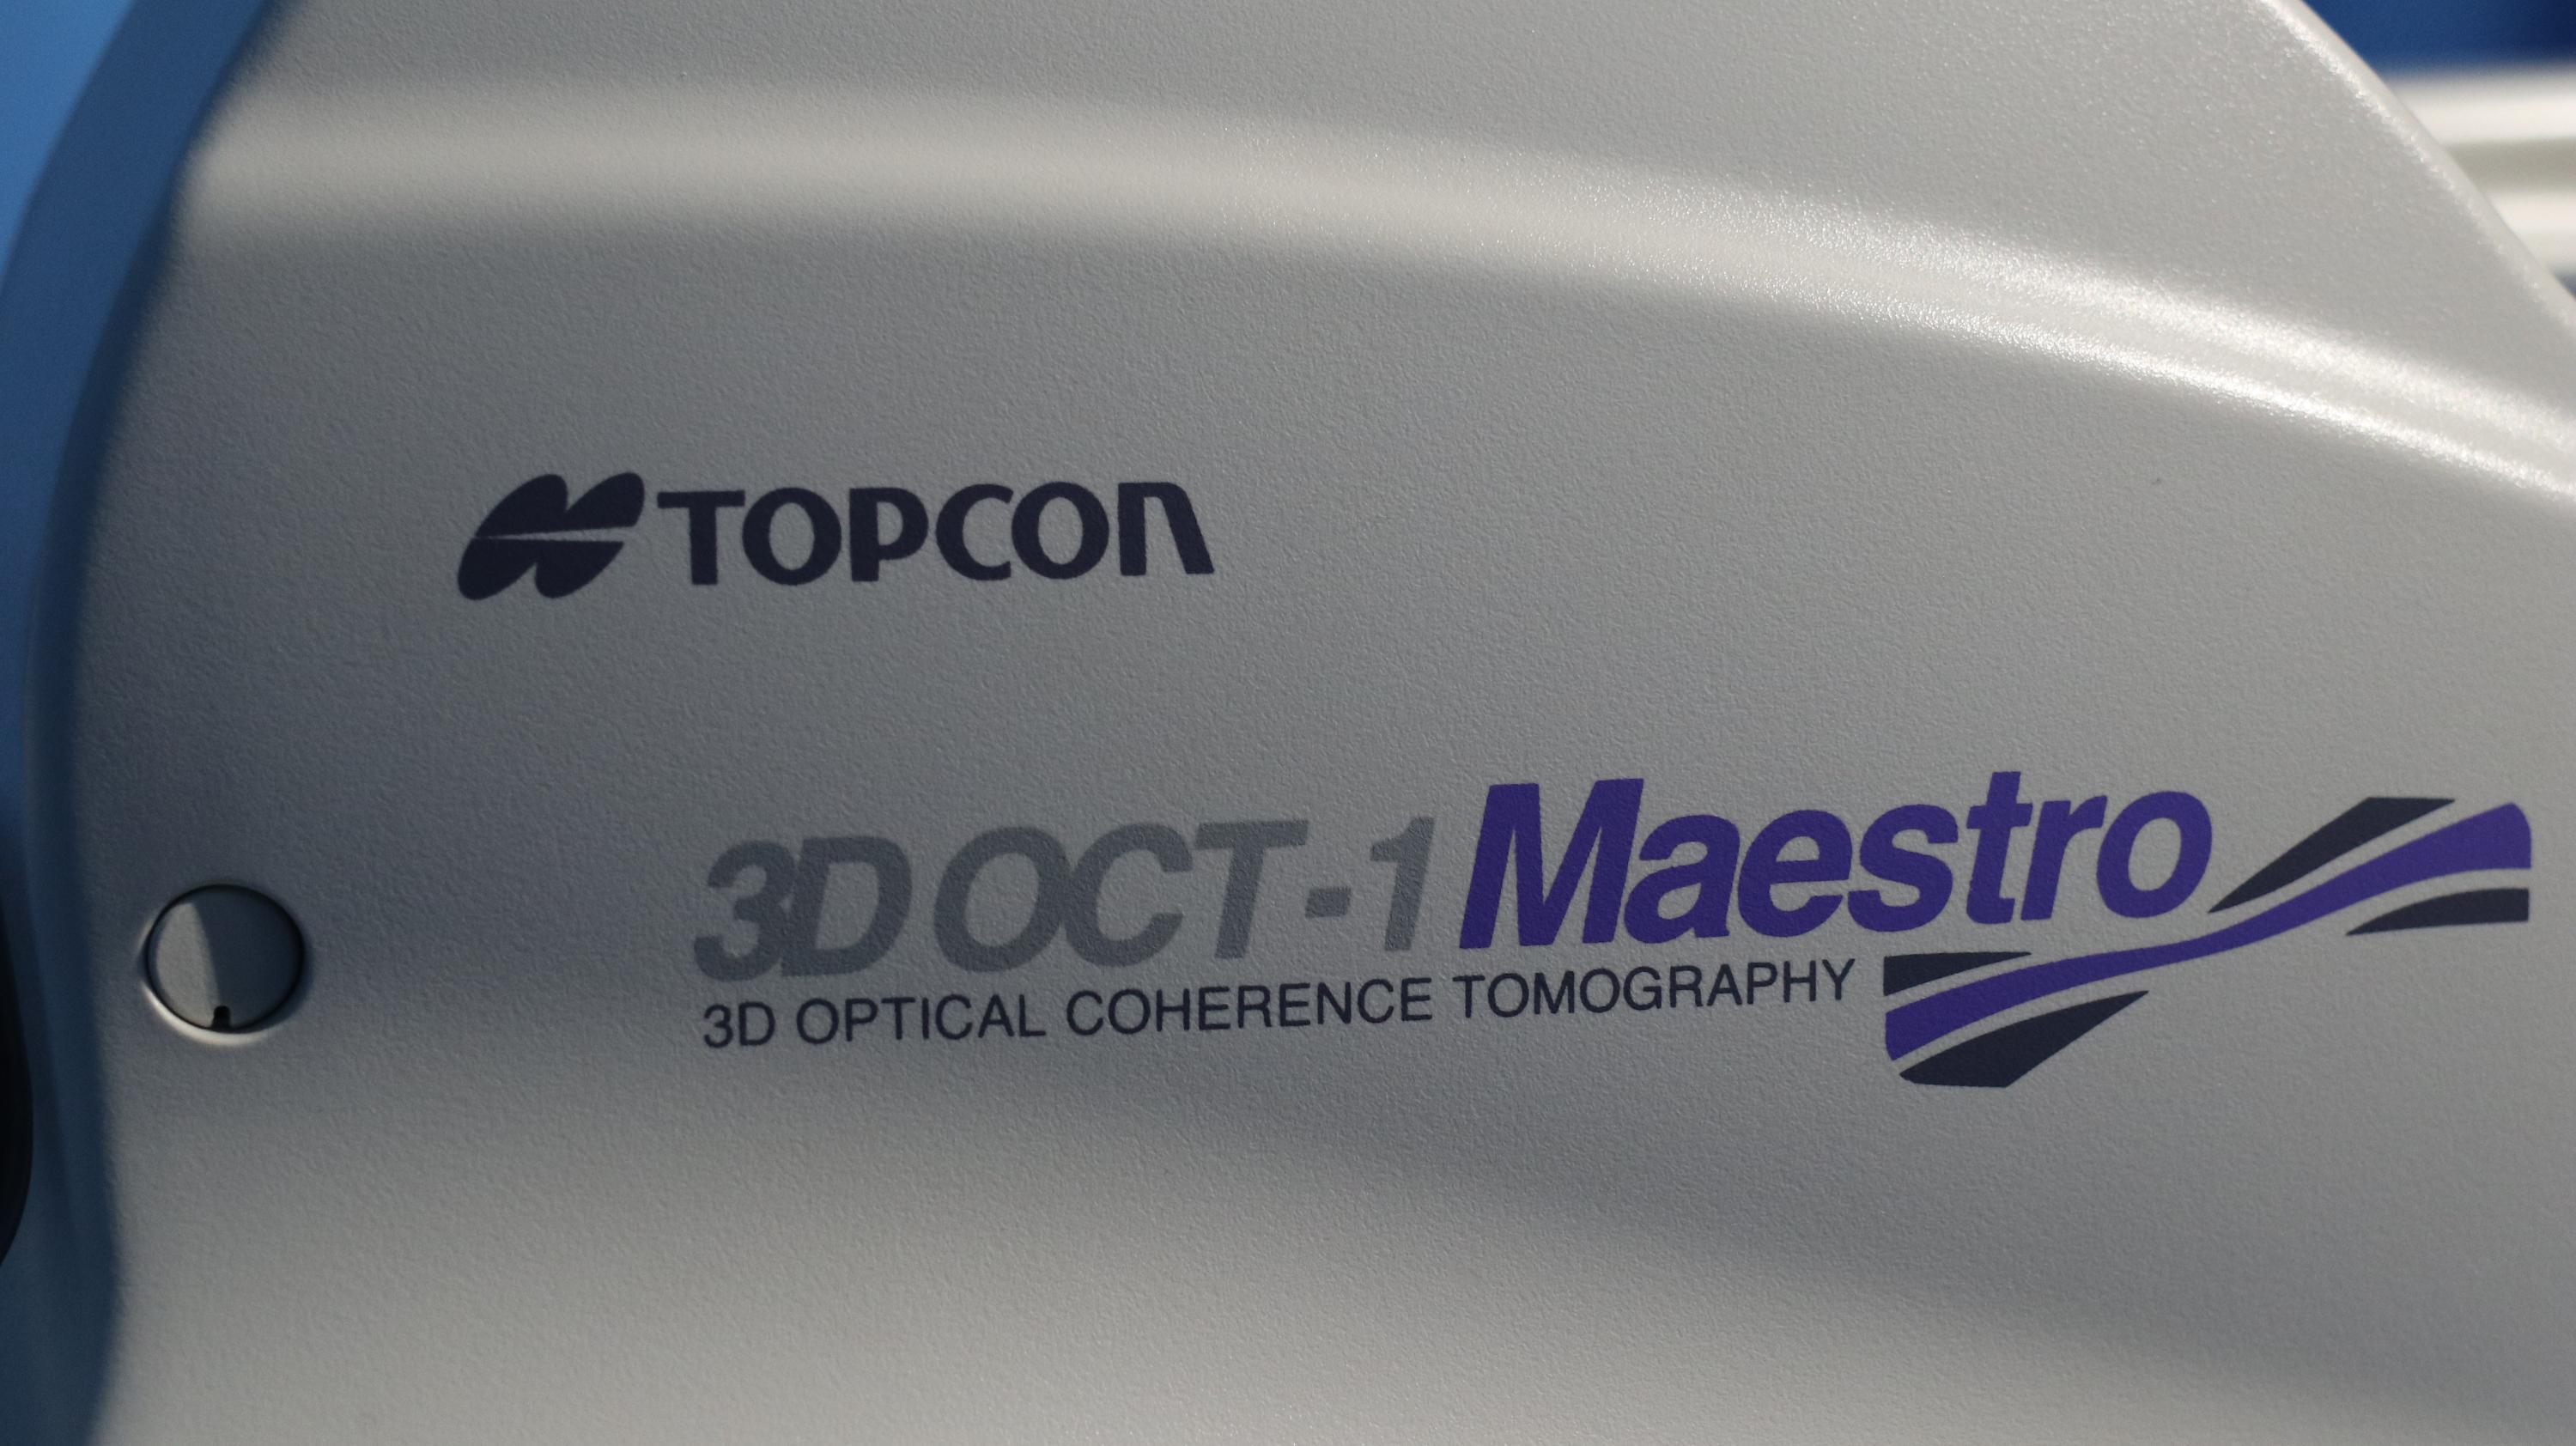 TOPCON
3D OCT-1 Maestro
3D OPTICAL COHERENCE TOMOGRAPHY